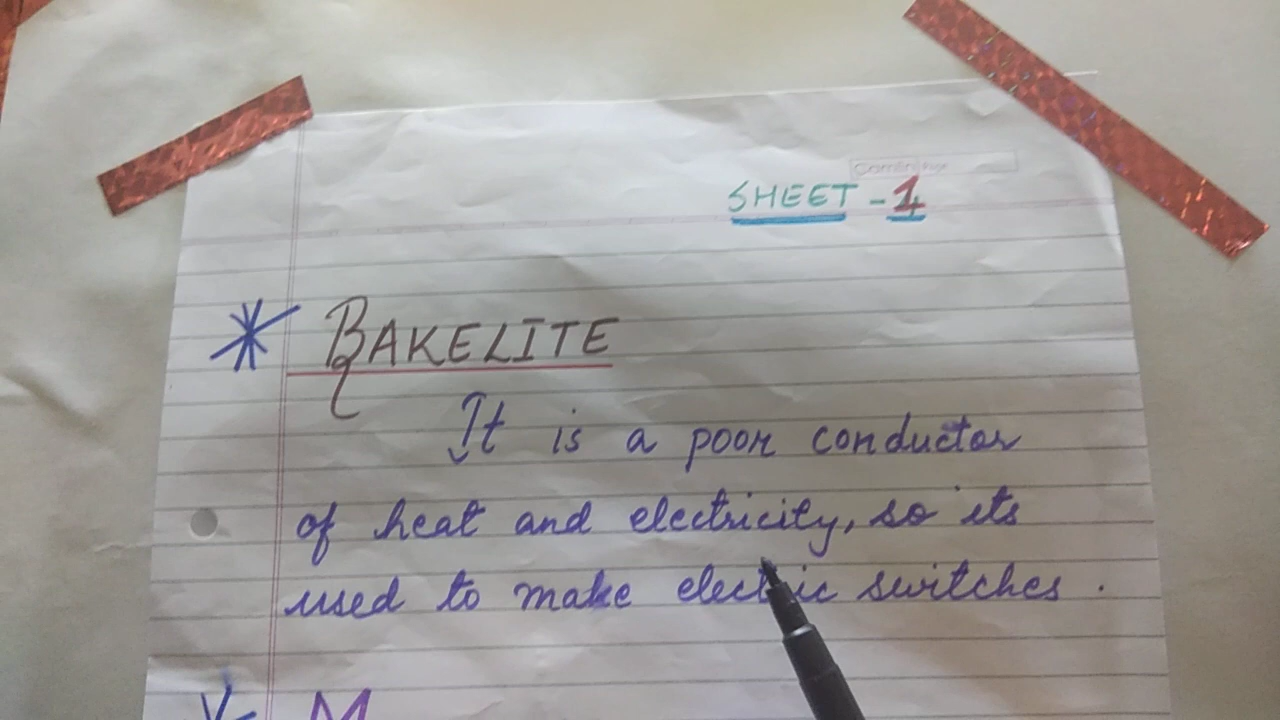 SHEET - 1
BAKELITE
It is a poor conductor
of heat and electricity, so its
used to make electric switches.
M